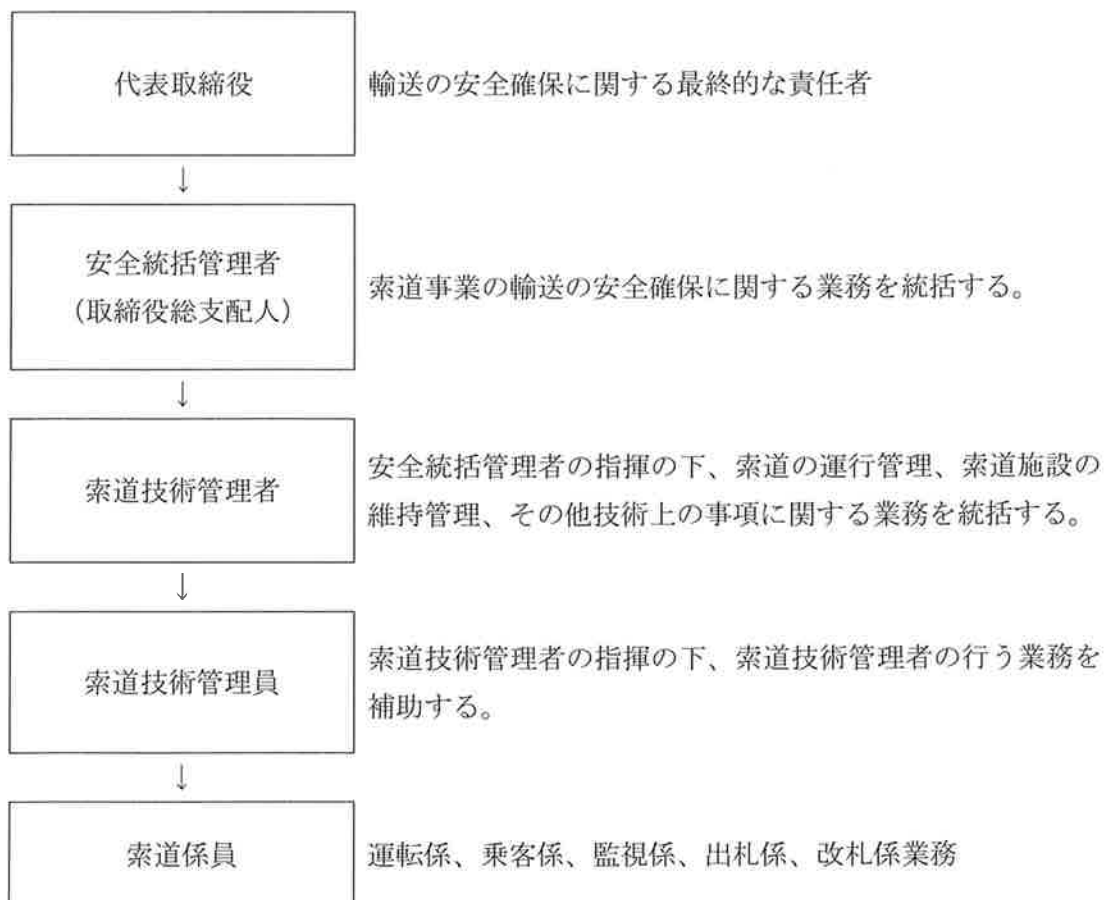 代表取締役
輸送の安全確保に関する最終的な責任者
↓
安全統括管理者
（取締役総支配人）
索道事業の輸送の安全確保に関する業務を統括する。
↓
索道技術管理者
安全統括管理者の指揮の下、索道の運行管理、索道施設の
維持管理、その他技術上の事項に関する業務を統括する。
↓
索道技術管理員
索道技術管理者の指揮の下、索道技術管理者の行う業務を
補助する。
↓
索道係員
運転係、乗客係、監視係、出札係、改札係業務